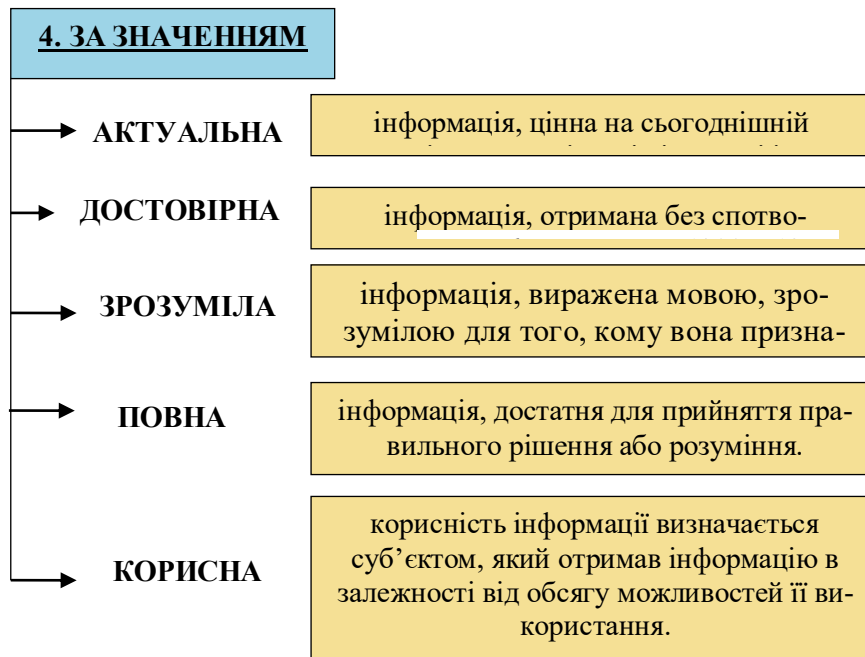 4. ЗА ЗНАЧЕННЯМ
АКТУАЛЬНА
інформація, цінна на сьогоднішній
ДОСТОВІРНА
інформація, отримана без спотво-
ЗРОЗУМІЛА
інформація, виражена мовою, зро-
зумілою для того, кому вона призна-
ПОВНА
інформація, достатня для прийняття пра-
вильного рішення або розуміння.
КОРИСНА
корисність інформації визначається
суб’єктом, який отримав інформацію в
залежності від обсягу можливостей її ви-
користання.